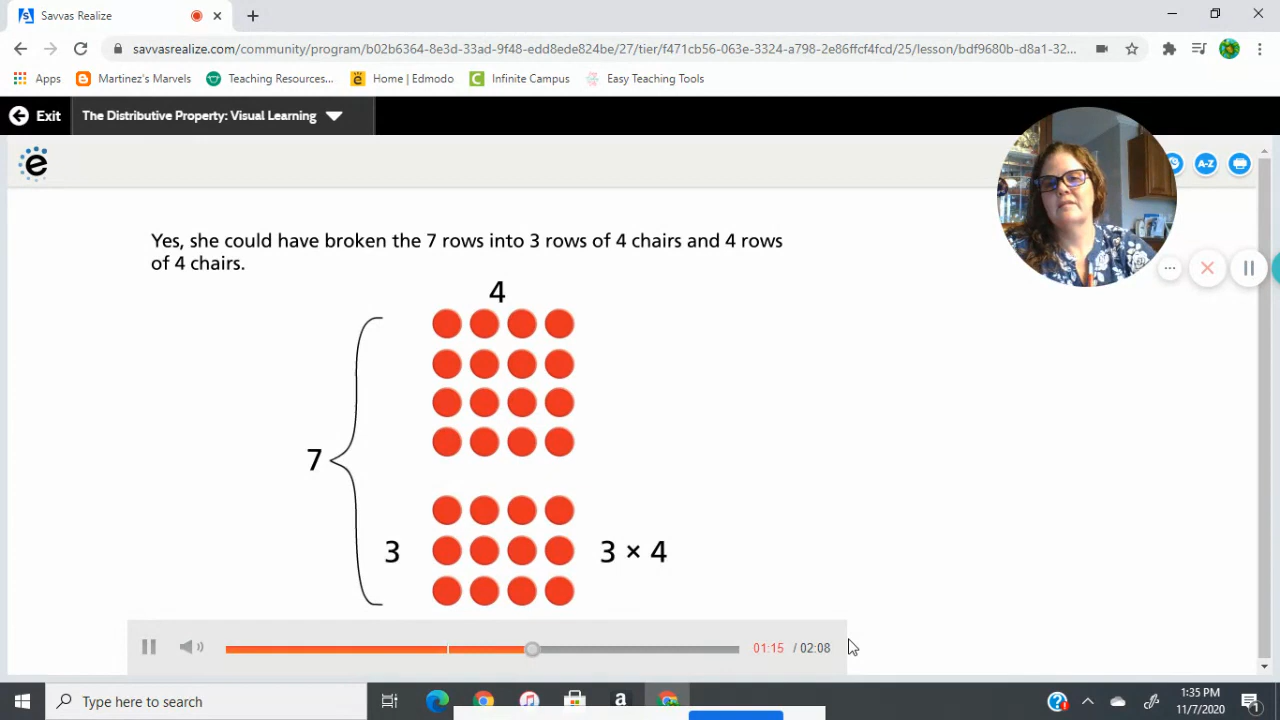 Savvas Realize
savvasrealize.com/community/program/b02b6364-8e3d-33ad-9f48-edd8ede824be/27/tier/f471cb56-063e-3324-a798-2e86ffcf4fcd/25/lesson/bdf9680b-d8a1-32...
Apps Martinez's Marvels Teaching Resources... Home | Edmodo Infinite Campus Easy Teaching Tools
Exit The Distributive Property: Visual Learning
e A-Z
Yes, she could have broken the 7 rows into 3 rows of 4 chairs and 4 rows
of 4 chairs.
4
7
3 3 × 4
01:15 / 02:08
Type here to search
1:35 PM
11/7/2020